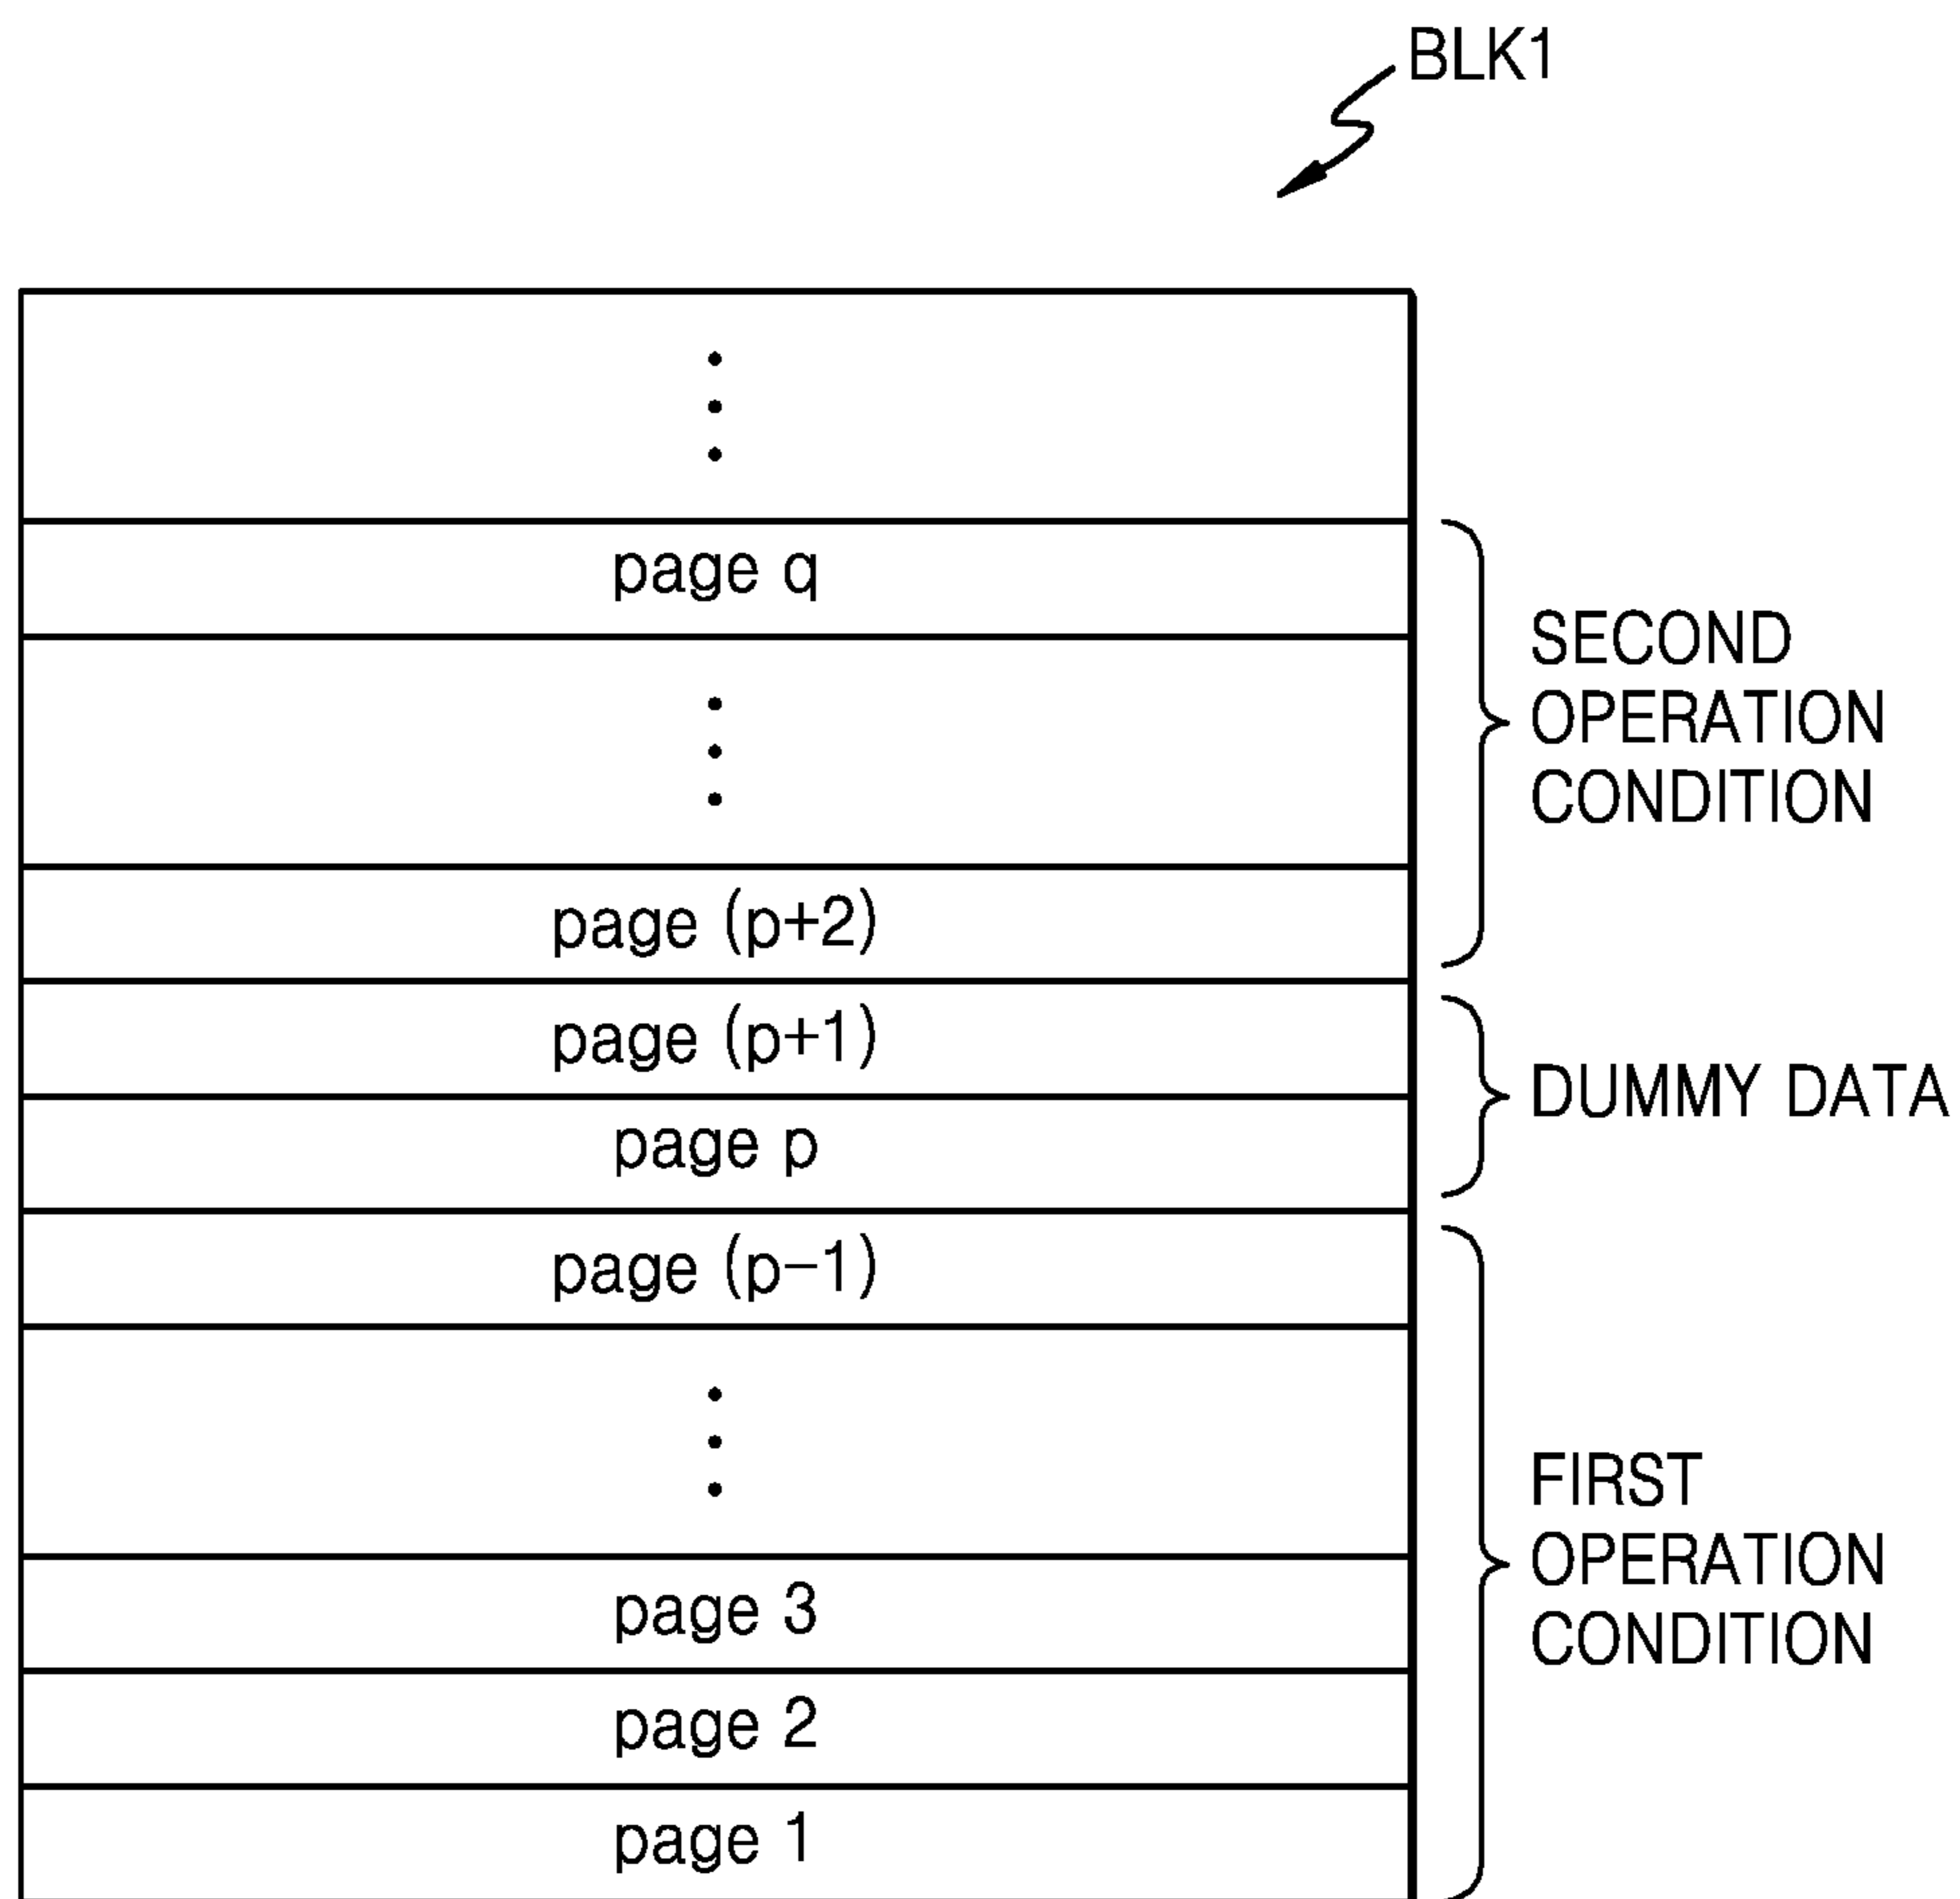 BLK1
page q
SECOND
OPERATION
CONDITION
page (p+2)
page (p+1)
DUMMY DATA
page p
page (p-1)
FIRST
OPERATION
CONDITION
page 3
page 2
page 1